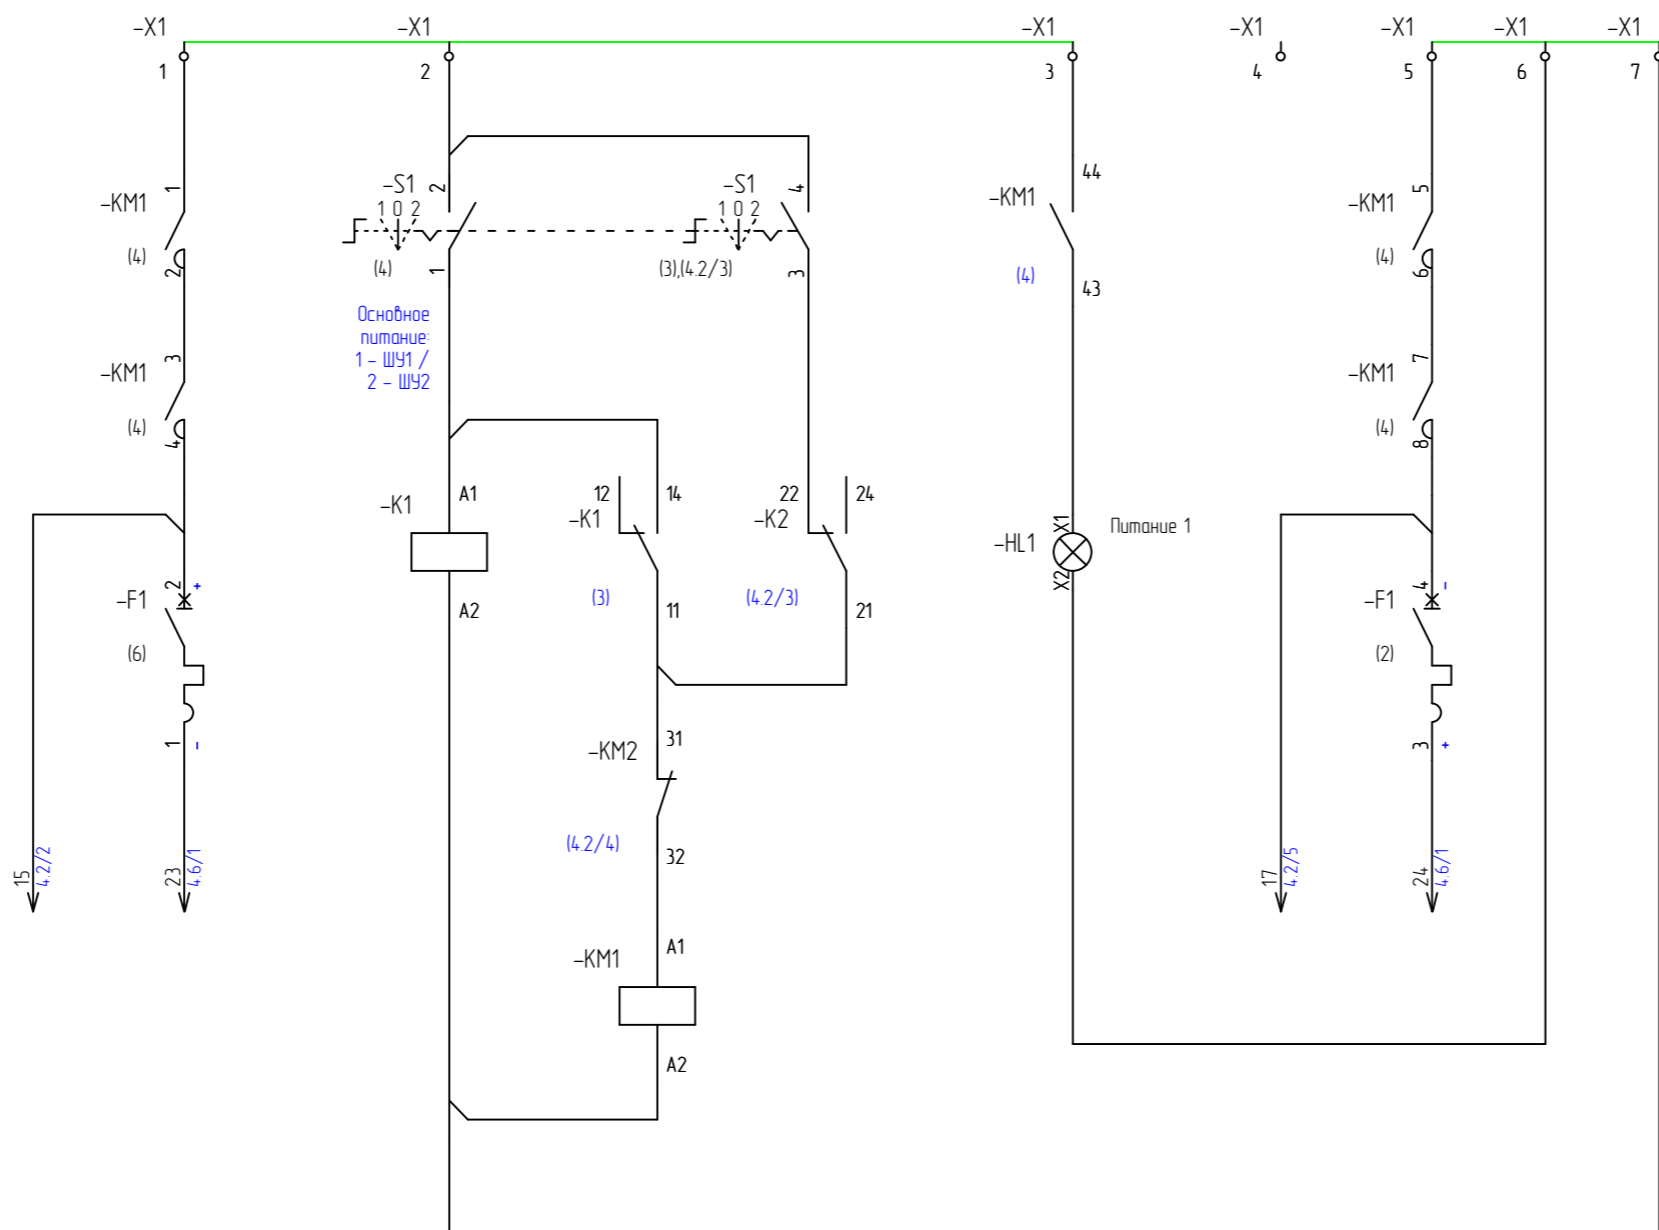 -X1 -X1 -X1 -X1 -X1 -X1 -X1
1 2 3 4 5 6 7
1 -KM1 (4) 2
2 -S1 1 0 2 (4) 1
4 -S1 1 0 2 (3),(4.2/3) 3
44 -KM1 (4) 43
5 -KM1 (4) 6
Основное
питание:
1 - ШУ1 /
2 - ШУ2
3 -KM1 (4) 4
7 -KM1 (4) 8
-K1 A1 A2
12 14 -K1 (3) 11
22 24 -K2 (4.2/3) 21
X1 -HL1 X2 Питание 1
2 + -F1 (6) 1 -
4 - -F1 (2) 3 +
31 -KM2 (4.2/4) 32
15 4.2/2
23 4.6/1
17 4.2/5
24 4.6/1
A1 -KM1 A2